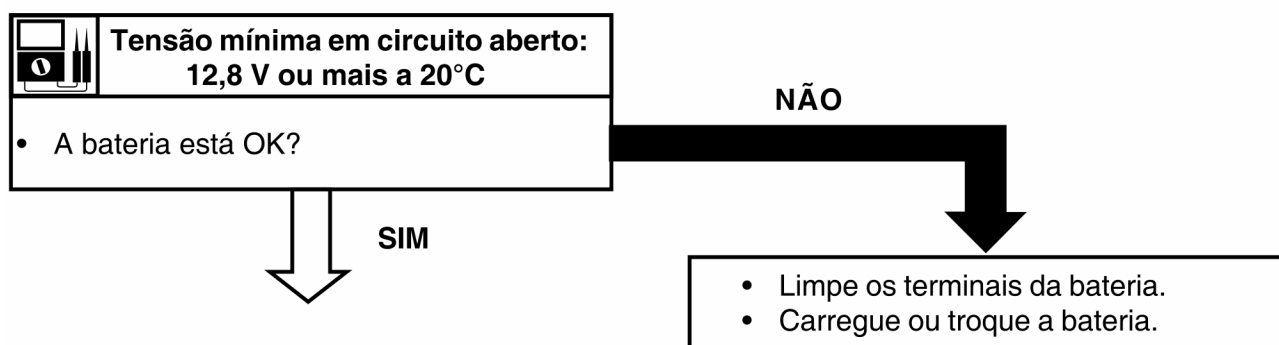 Tensão mínima em circuito aberto:
12,8 V ou mais a 20°C
• A bateria está OK?
NÃO
SIM
• Limpe os terminais da bateria.
• Carregue ou troque a bateria.